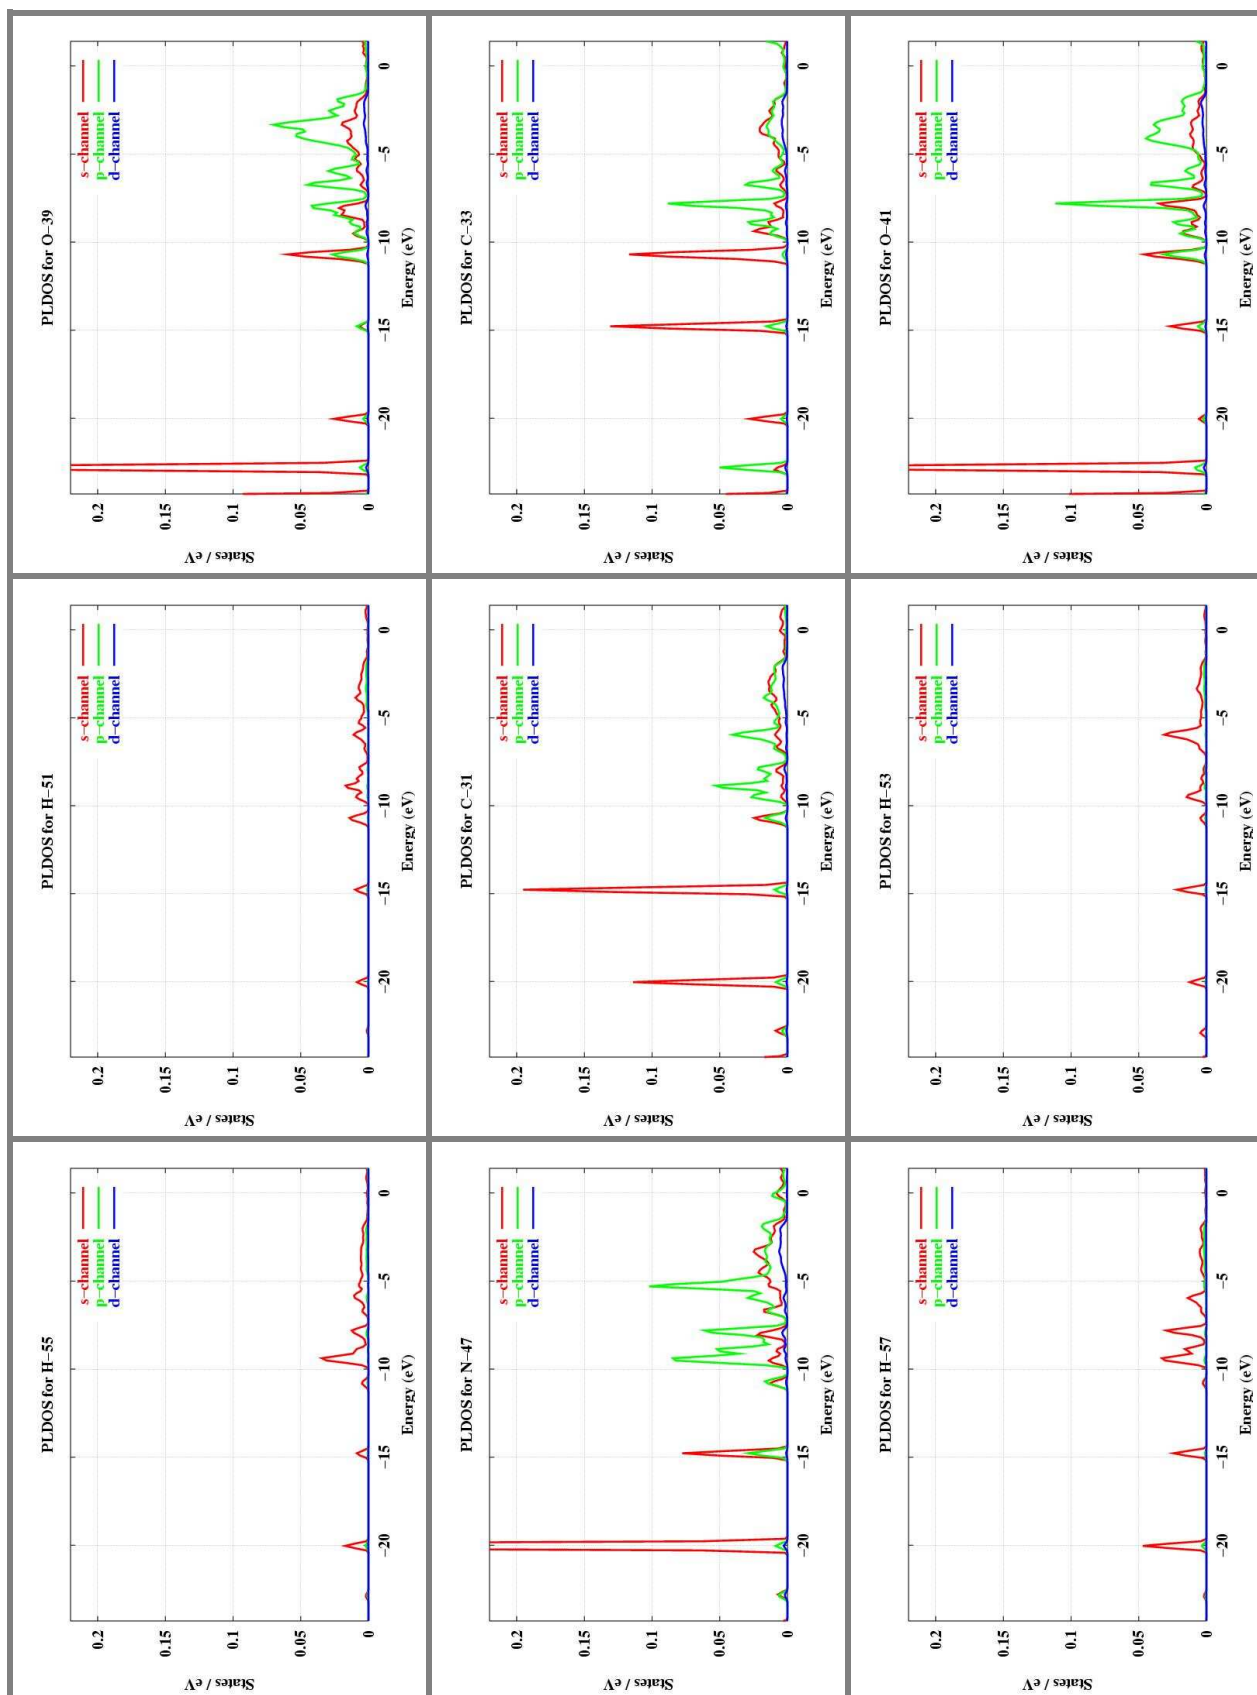 PLDOS for H−55
s−channel
p−channel
d−channel
States / eV
0.2
0.15
0.1
0.05
0
−20 −15 −10 −5 0
Energy (eV)
PLDOS for H−51
s−channel
p−channel
d−channel
States / eV
0.2
0.15
0.1
0.05
0
−20 −15 −10 −5 0
Energy (eV)
PLDOS for O−39
s−channel
p−channel
d−channel
States / eV
0.2
0.15
0.1
0.05
0
−20 −15 −10 −5 0
Energy (eV)
PLDOS for N−47
s−channel
p−channel
d−channel
States / eV
0.2
0.15
0.1
0.05
0
−20 −15 −10 −5 0
Energy (eV)
PLDOS for C−31
s−channel
p−channel
d−channel
States / eV
0.2
0.15
0.1
0.05
0
−20 −15 −10 −5 0
Energy (eV)
PLDOS for C−33
s−channel
p−channel
d−channel
States / eV
0.2
0.15
0.1
0.05
0
−20 −15 −10 −5 0
Energy (eV)
PLDOS for H−57
s−channel
p−channel
d−channel
States / eV
0.2
0.15
0.1
0.05
0
−20 −15 −10 −5 0
Energy (eV)
PLDOS for H−53
s−channel
p−channel
d−channel
States / eV
0.2
0.15
0.1
0.05
0
−20 −15 −10 −5 0
Energy (eV)
PLDOS for O−41
s−channel
p−channel
d−channel
States / eV
0.2
0.15
0.1
0.05
0
−20 −15 −10 −5 0
Energy (eV)